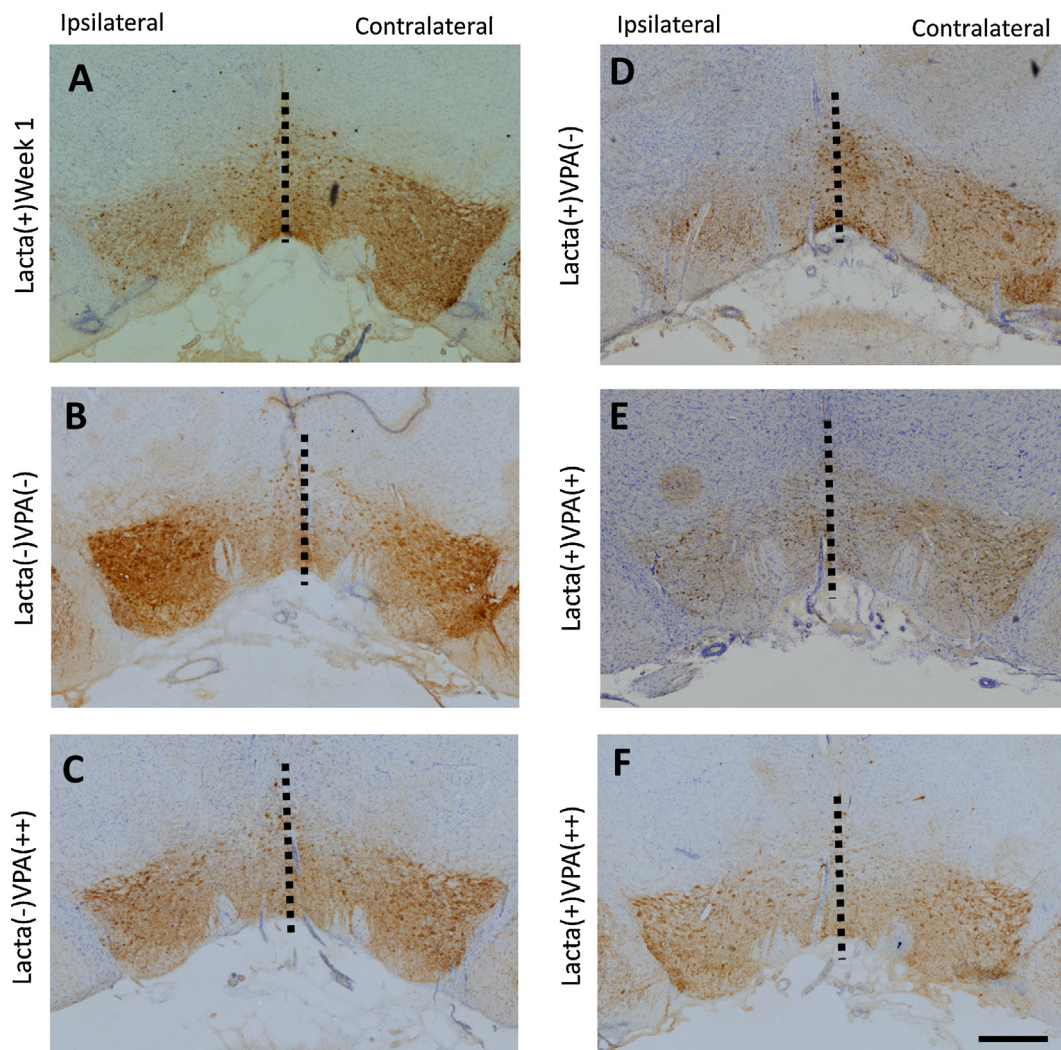 Ipsilateral Contralateral
Ipsilateral Contralateral
A
Lacta(+)Week 1
D
Lacta(+)VPA(-)
B
Lacta(-)VPA(-)
E
Lacta(+)VPA(+)
C
Lacta(-)VPA(++)
F
Lacta(+)VPA(++)